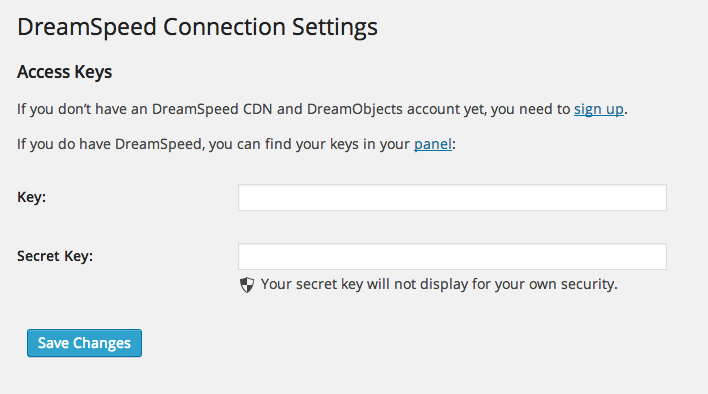 DreamSpeed Connection Settings
Access Keys
If you don’t have an DreamSpeed CDN and DreamObjects account yet, you need to sign up.
If you do have DreamSpeed, you can find your keys in your panel:
Key:
Secret Key:
Your secret key will not display for your own security.
Save Changes